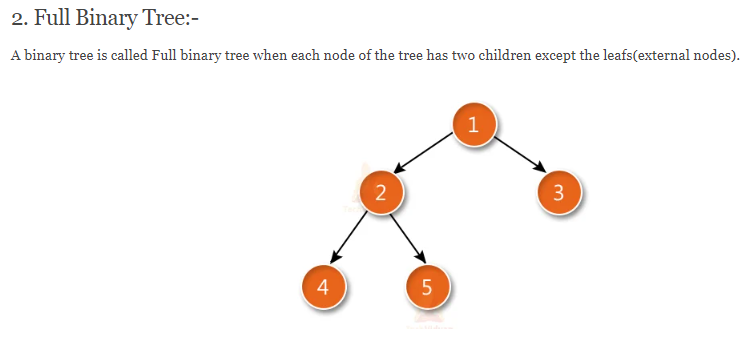 2. Full Binary Tree:-
A binary tree is called Full binary tree when each node of the tree has two children except the leafs(external nodes).
1
2
3
4
5